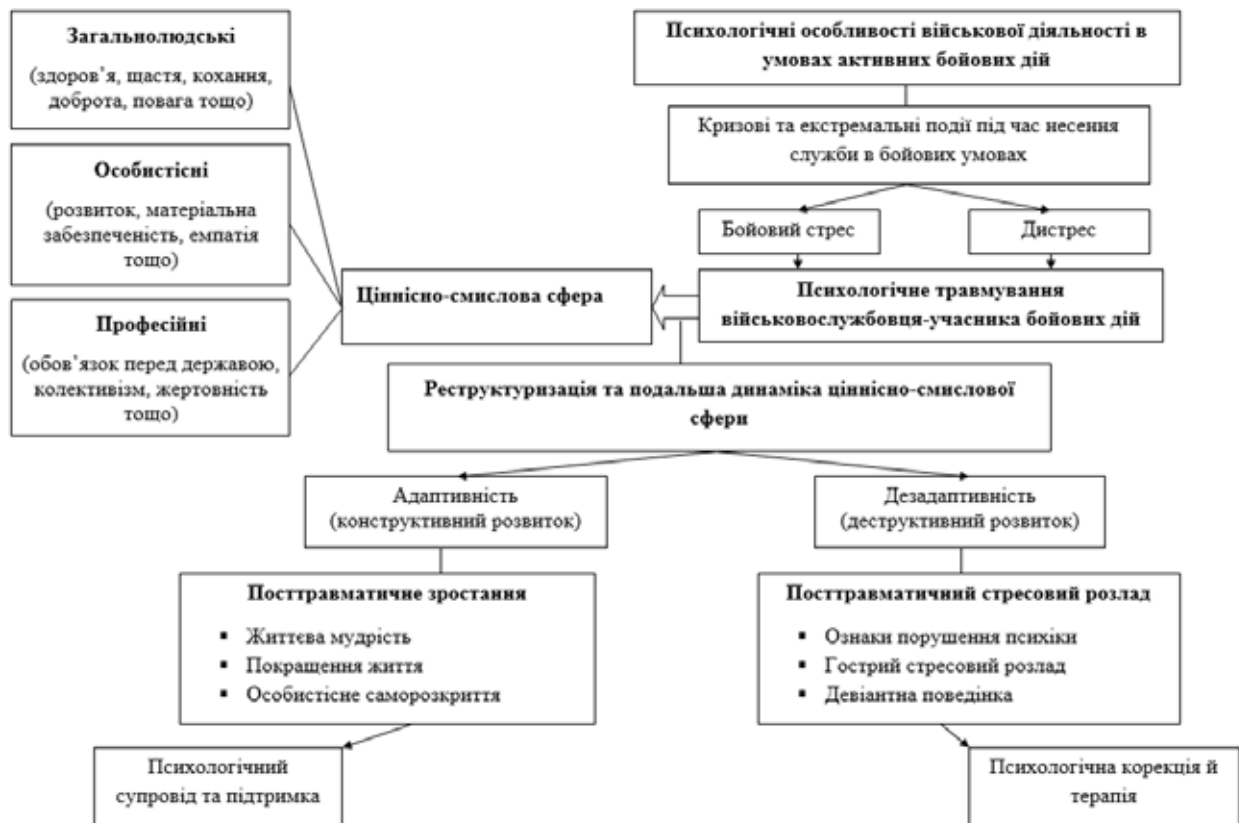 Загальнолюдські
(здоров’я, щастя, кохання,
доброта, повага тощо)
Особистісні
(розвиток, матеріальна
забезпеченість, емпатія
тощо)
Професійні
(обов’язок перед державою,
колективізм, жертовність
тощо)
Психологічні особливості військової діяльності в
умовах активних бойових дій
Кризові та екстремальні події під час несення
служби в бойових умовах
Бойовий стрес
Дистрес
Ціннісно-смислова сфера
Психологічне травмування
військовослужбовця-учасника бойових дій
Реструктуризація та подальша динаміка ціннісно-смислової
сфери
Адаптивність
(конструктивний розвиток)
Дезадаптивність
(деструктивний розвиток)
Посттравматичне зростання
▪ Життєва мудрість
▪ Покращення життя
▪ Особистісне саморозкриття
Посттравматичний стресовий розлад
▪ Ознаки порушення психіки
▪ Гострий стресовий розлад
▪ Девіантна поведінка
Психологічний
супровід та підтримка
Психологічна корекція й
терапія